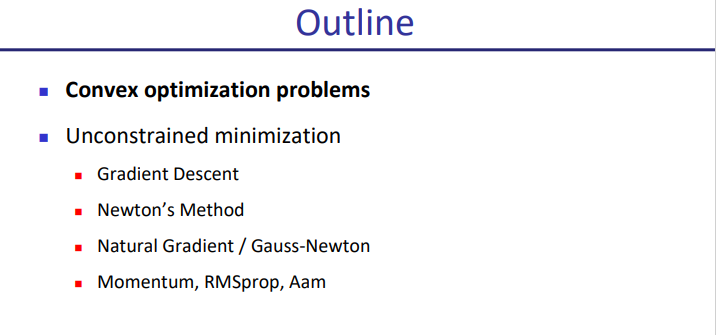 Outline
Convex optimization problems
Unconstrained minimization
Gradient Descent
Newton’s Method
Natural Gradient / Gauss-Newton
Momentum, RMSprop, Aam